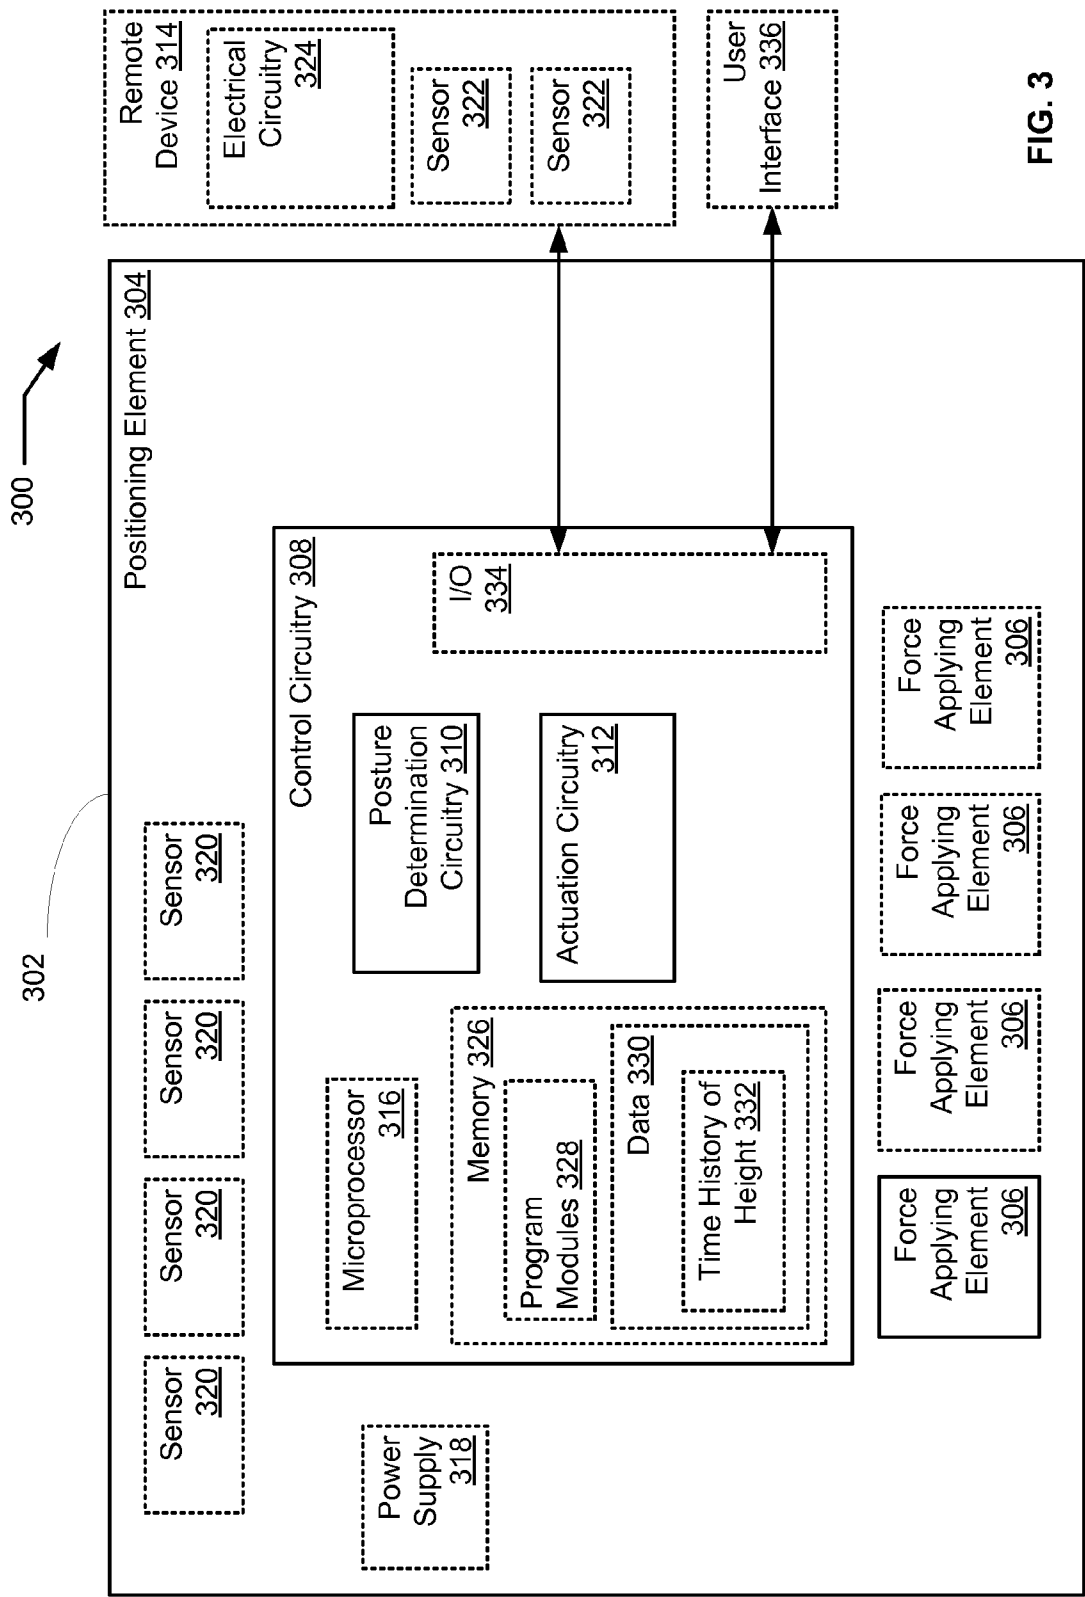 300
302
Positioning Element 304
Sensor
320
Sensor
320
Sensor
320
Sensor
320
Power
Supply
318
Control Circuitry 308
Microprocessor
316
Posture
Determination
Circuitry 310
Memory 326
Program
Modules 328
Data 330
Time History of
Height 332
Actuation Circuitry
312
I/O
334
Force
Applying
Element
306
Force
Applying
Element
306
Force
Applying
Element
306
Force
Applying
Element
306
Remote
Device 314
Electrical
Circuitry
324
Sensor
322
Sensor
322
User
Interface 336
FIG. 3